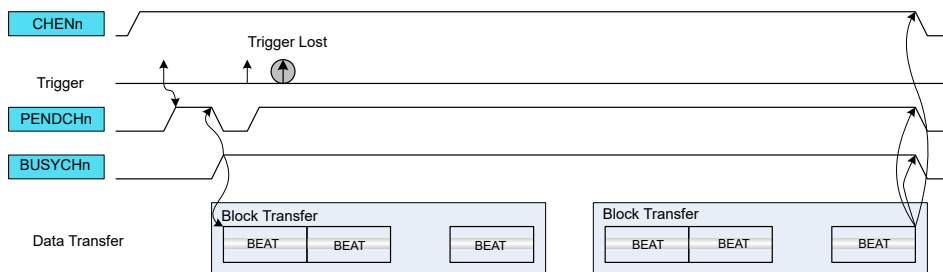 CHENn
Trigger Lost
Trigger
PENDCHn
BUSYCHn
Data Transfer
Block Transfer
BEAT
BEAT
BEAT
Block Transfer
BEAT
BEAT
BEAT